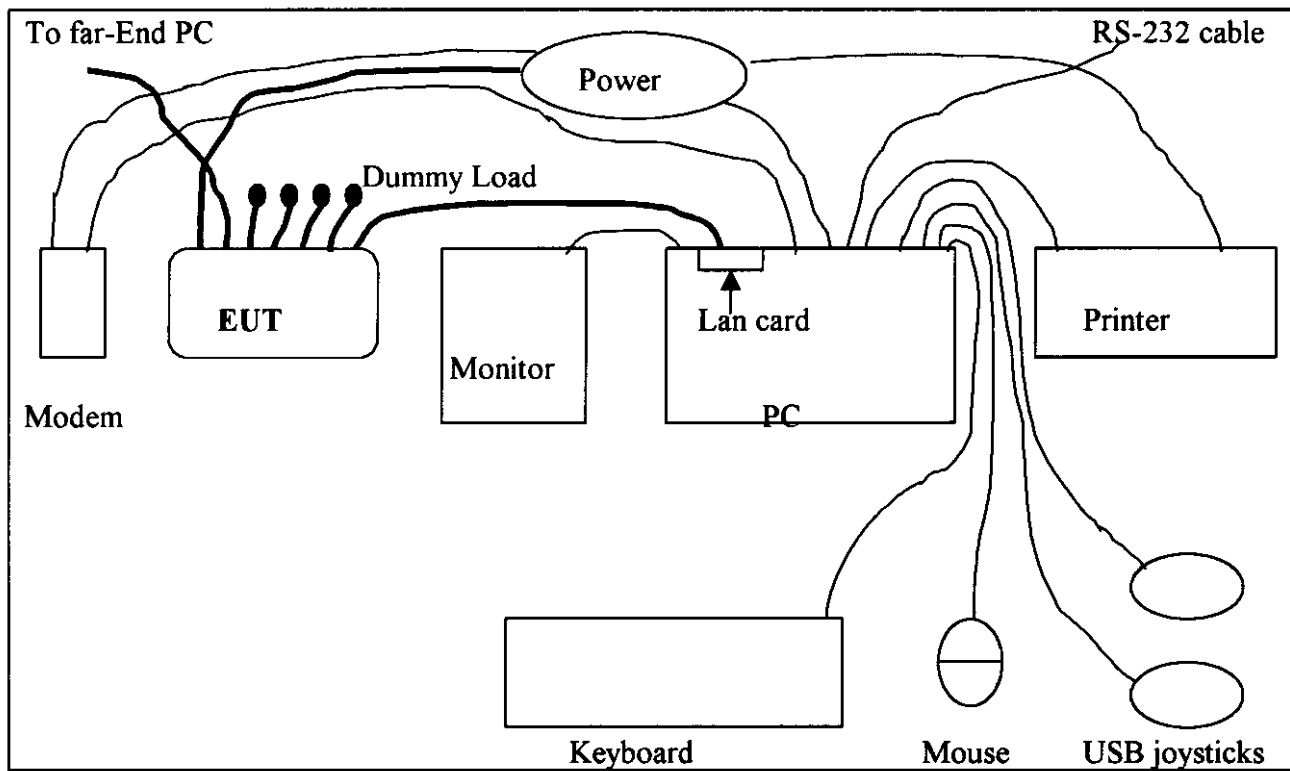 To far-End PC
RS-232 cable
Power
Dummy Load
EUT
Lan card
Printer
Monitor
Modem
PC
Keyboard
Mouse
USB joysticks